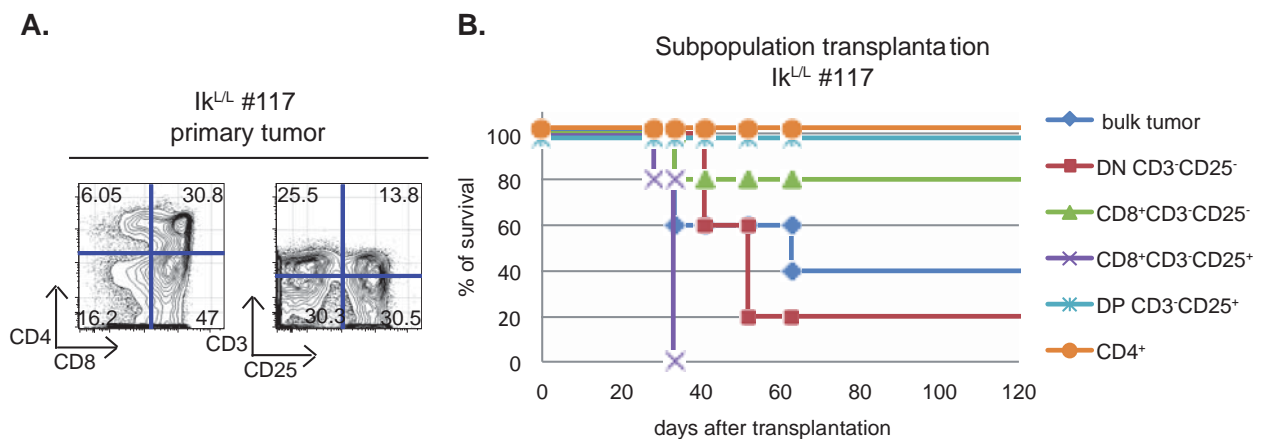 A.
B.
Ik^L/L #117
primary tumor
6.05 30.8
16.2 47
CD4
CD8
25.5 13.8
30.3 30.5
CD3
CD25
Subpopulation transplantation
Ik^L/L #117
% of survival
100
80
60
40
20
0
0 20 40 60 80 100 120
days after transplantation
bulk tumor
DN CD3⁻CD25⁻
CD8⁺CD3⁻CD25⁻
CD8⁺CD3⁻CD25⁺
DP CD3⁻CD25⁺
CD4⁺